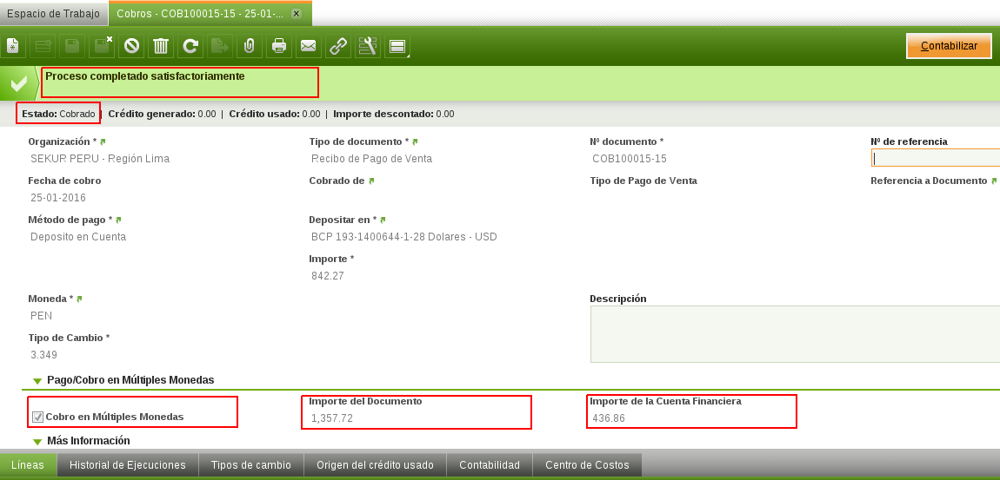 Espacio de Trabajo
Cobros - COB100015-15 - 25-01-... x
Contabilizar
Proceso completado satisfactoriamente
Estado: Cobrado | Crédito generado: 0.00 | Crédito usado: 0.00 | Importe descontado: 0.00
Organización * Tipo de documento * Nº documento * Nº de referencia
SEKUR PERU - Región Lima Recibo de Pago de Venta COB100015-15
Fecha de cobro Cobrado de Tipo de Pago de Venta Referencia a Documento
25-01-2016
Método de pago * Depositar en *
Deposito en Cuenta BCP 193-1400644-1-28 Dolares - USD
Importe *
842.27
Moneda * Descripción
PEN
Tipo de Cambio *
3.349
Pago/Cobro en Múltiples Monedas
Importe del Documento Importe de la Cuenta Financiera
Cobro en Múltiples Monedas 1,357.72 436.86
Más Información
Líneas Historial de Ejecuciones Tipos de cambio Origen del crédito usado Contabilidad Centro de Costos